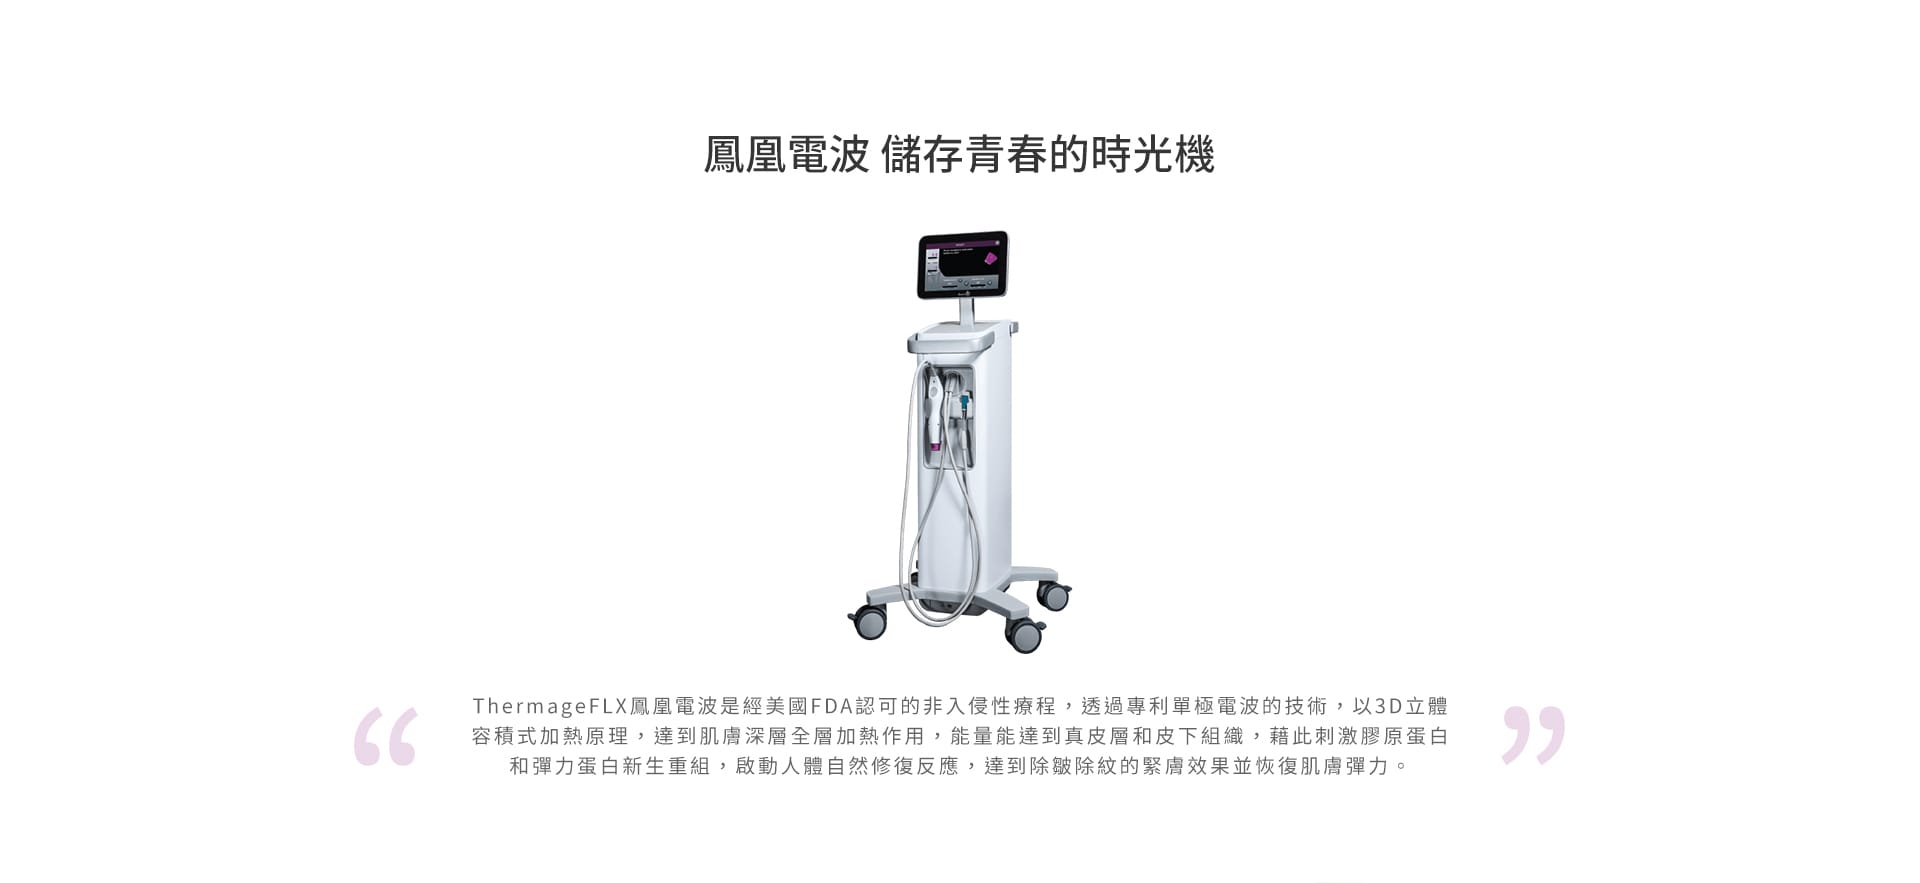 鳳凰電波 儲存青春的時光機
ThermageFLX鳳凰電波是經美國FDA認可的非入侵性療程，透過專利單極電波的技術，以3D立體
容積式加熱原理，達到肌膚深層全層加熱作用，能量能達到真皮層和皮下組織，藉此刺激膠原蛋白
和彈力蛋白新生重組，啟動人體自然修復反應，達到除皺除紋的緊膚效果並恢復肌膚彈力。